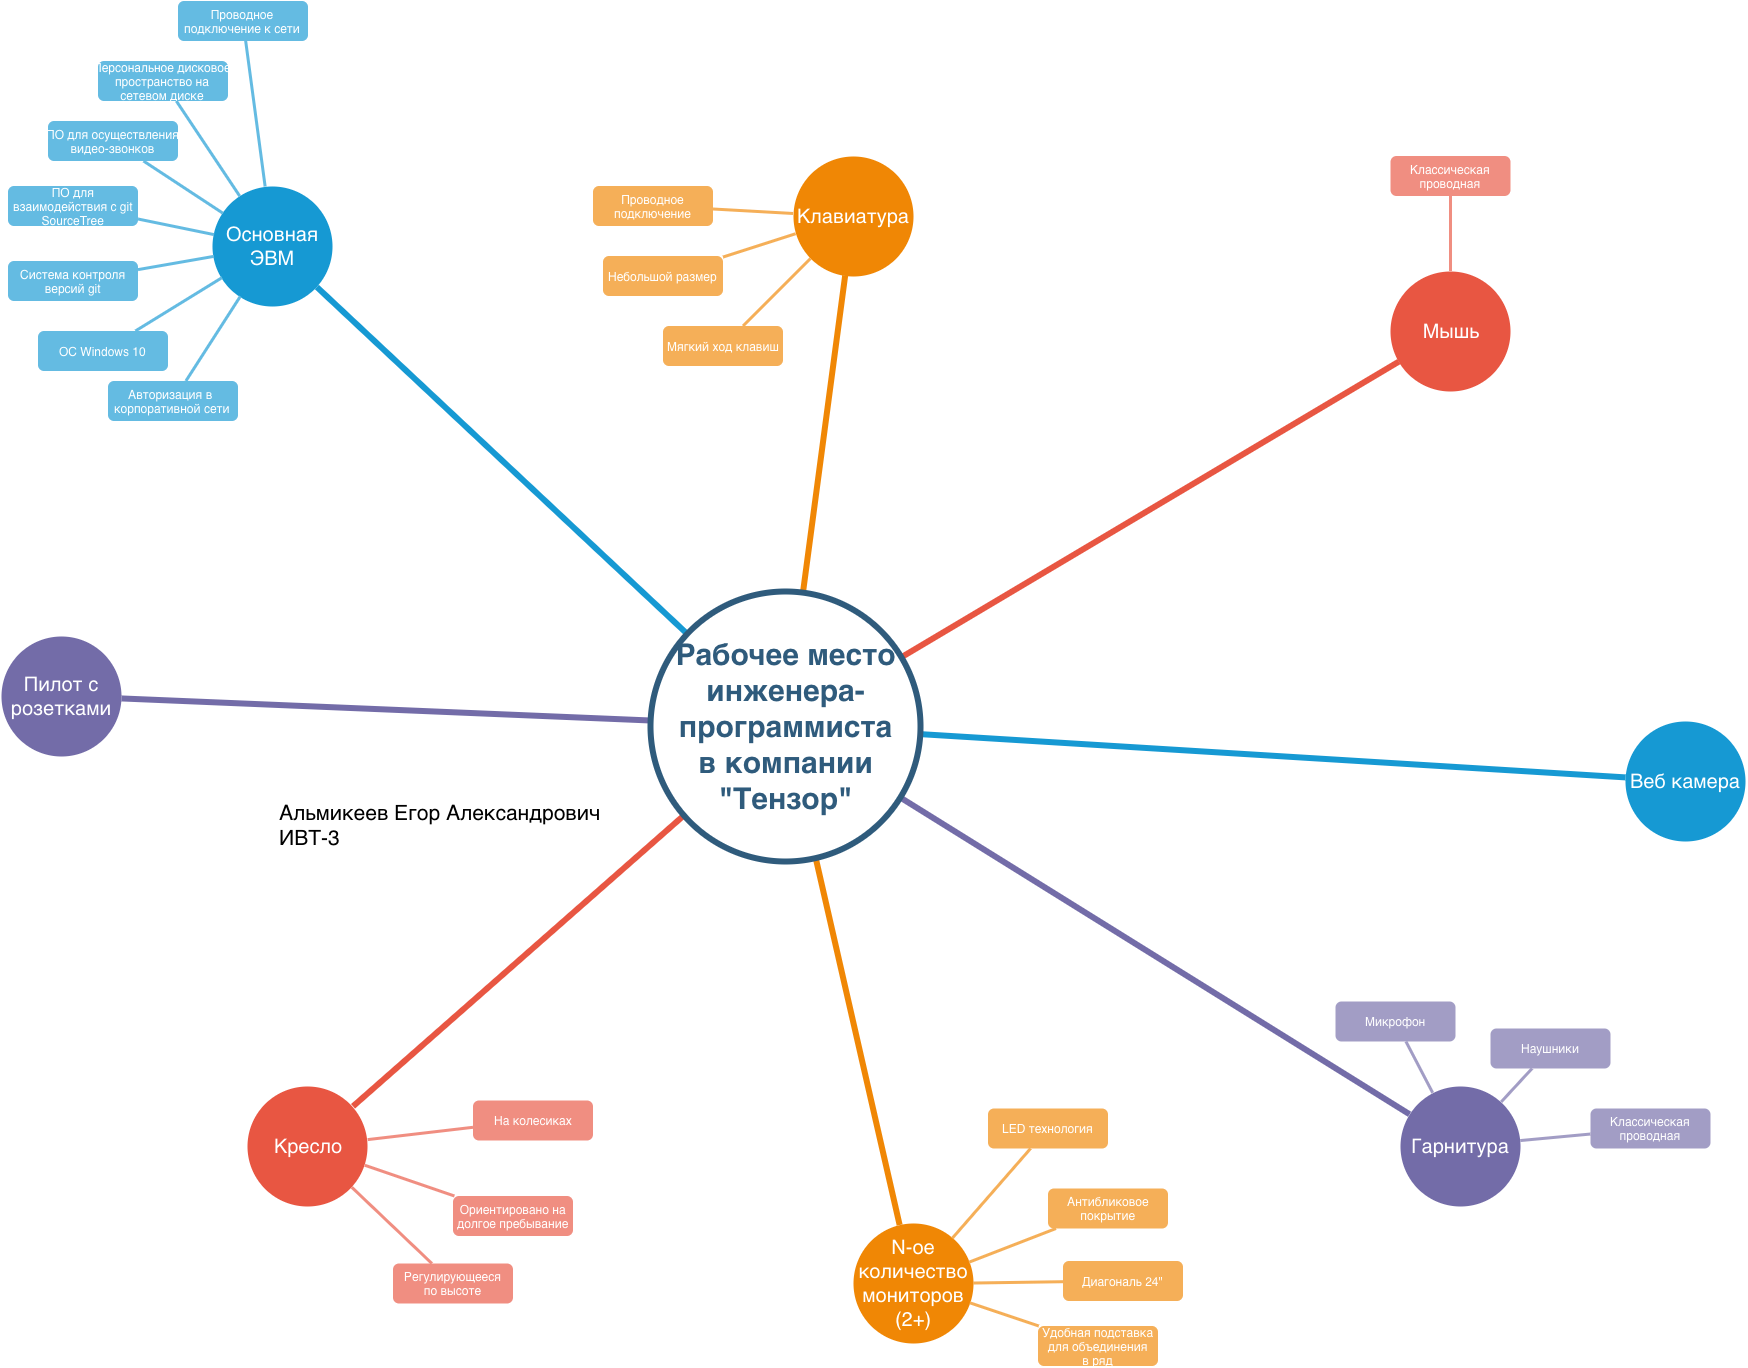 Проводное
подключение к сети
Персональное дисковое
пространство на
сетевом диске
ПО для осуществления
видео-звонков
ПО для
взаимодействия с git
SourceTree
Система контроля
версий git
ОС Windows 10
Авторизация в
корпоративной сети
Основная
ЭВМ
Проводное
подключение
Небольшой размер
Мягкий ход клавиш
Клавиатура
Классическая
проводная
Мышь
Рабочее место
инженера-
программиста
в компании
"Тензор"
Пилот с
розетками
Веб камера
Альмикеев Егор Александрович
ИВТ-3
Кресло
На колесиках
Ориентировано на
долгое пребывание
Регулирующееся
по высоте
N-ое
количество
мониторов
(2+)
LED технология
Антибликовое
покрытие
Диагональ 24"
Удобная подставка
для объединения
в ряд
Микрофон
Наушники
Классическая
проводная
Гарнитура